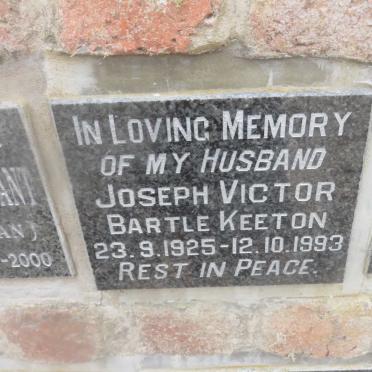 IN LOVING MEMORY
OF MY HUSBAND
JOSEPH VICTOR
BARTLE KEETON
23.9.1925-12.10.1993
REST IN PEACE.
-2000